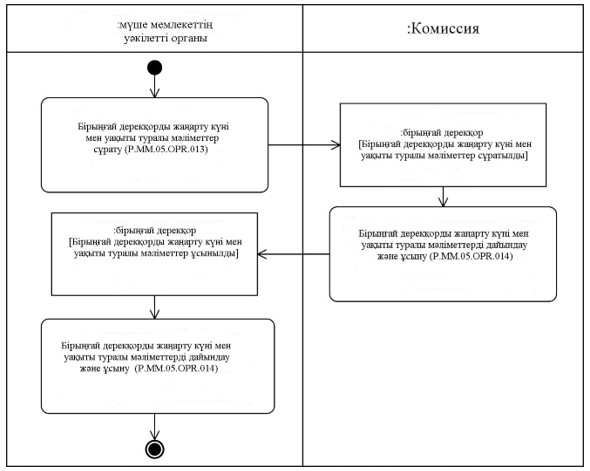 :мүше мемлекеттің
уәкілетті органы
:Комиссия
Бірыңғай дерекқорды жаңарту күні
мен уақыты туралы мәліметтер
сұрату (P.MM.05.OPR.013)
:бірыңғай дерекқор
[Бірыңғай дерекқорды жаңарту күні мен
уақыты туралы мәліметтер сұратылды]
:бірыңғай дерекқор
[Бірыңғай дерекқорды жаңарту күні мен
уақыты туралы мәліметтер ұсынылды]
Бірыңғай дерекқорды жаңарту күні мен
уақыты туралы мәліметтерді дайындау
және ұсыну (P.MM.05.OPR.014)
Бірыңғай дерекқорды жаңарту күні мен
уақыты туралы мәліметтерді дайындау
және ұсыну (P.MM.05.OPR.014)